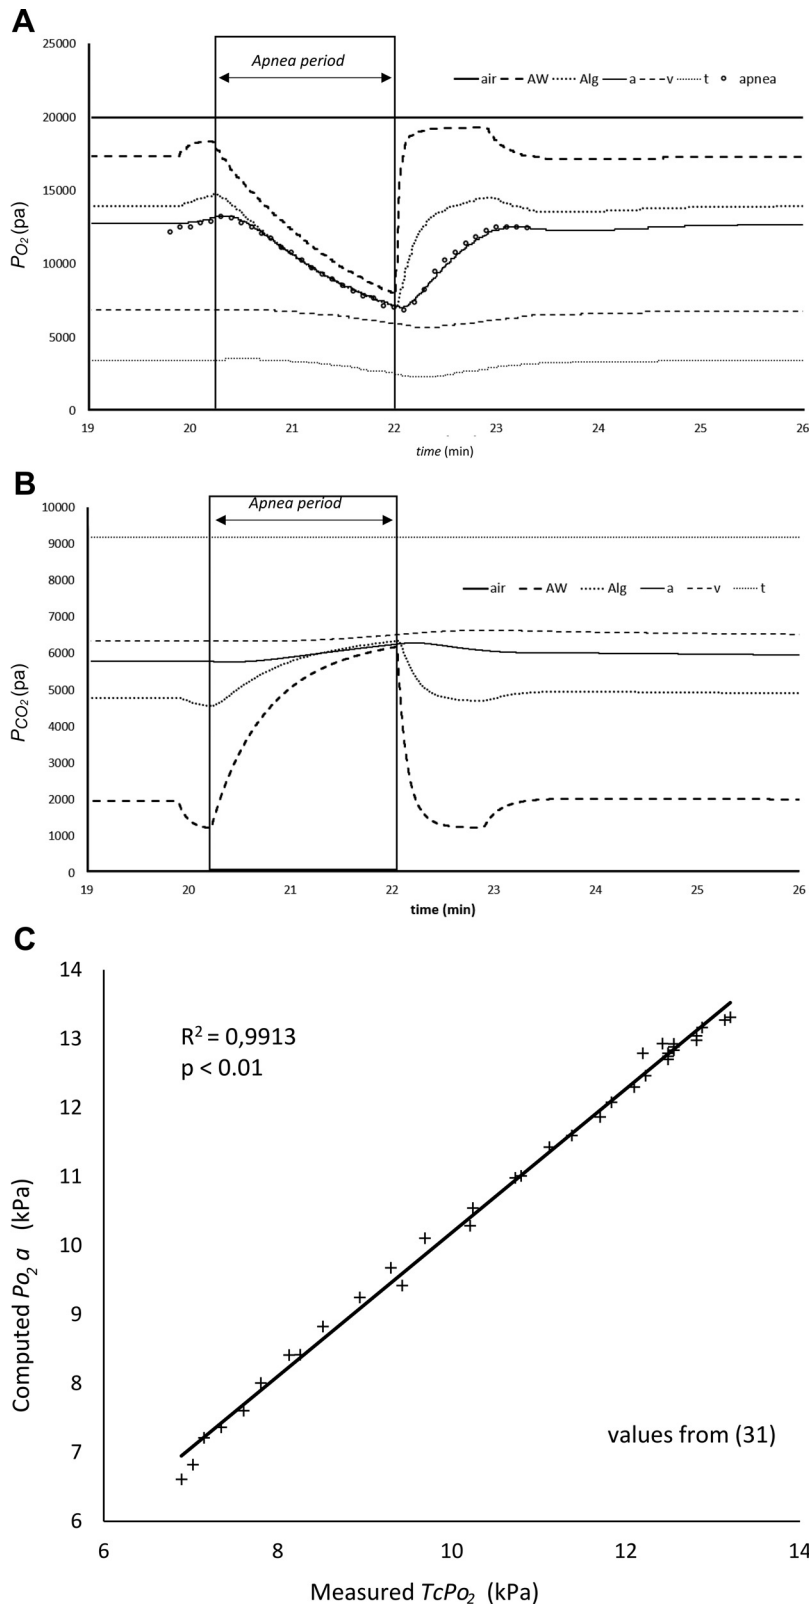 A
25000
20000
15000
10000
5000
0
PO2 (pa)
Apnea period
air AW Alg a v t apnea
19 20 21 22 23 24 25 26
time (min)
B
10000
9000
8000
7000
6000
5000
4000
3000
2000
1000
0
PCO2 (pa)
Apnea period
air AW Alg a v t
19 20 21 22 23 24 25 26
time (min)
C
14
13
12
11
10
9
8
7
6
Computed Po2 a (kPa)
R2 = 0,9913
p < 0.01
values from (31)
6 8 10 12 14
Measured TcPo2 (kPa)